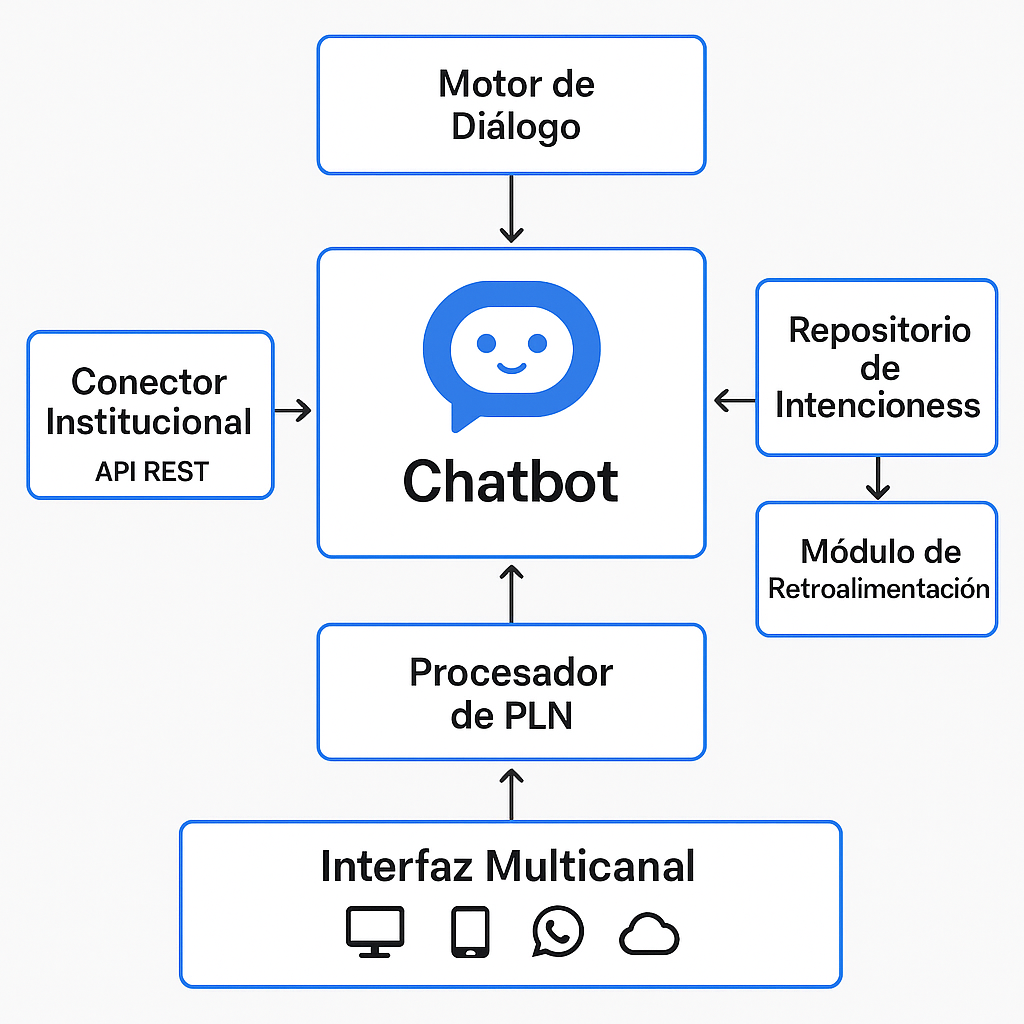 Motor de
Diálogo
Chatbot
Conector
Institucional
API REST
Repositorio
de
Intencioness
Módulo de
Retroalimentación
Procesador
de PLN
Interfaz Multicanal